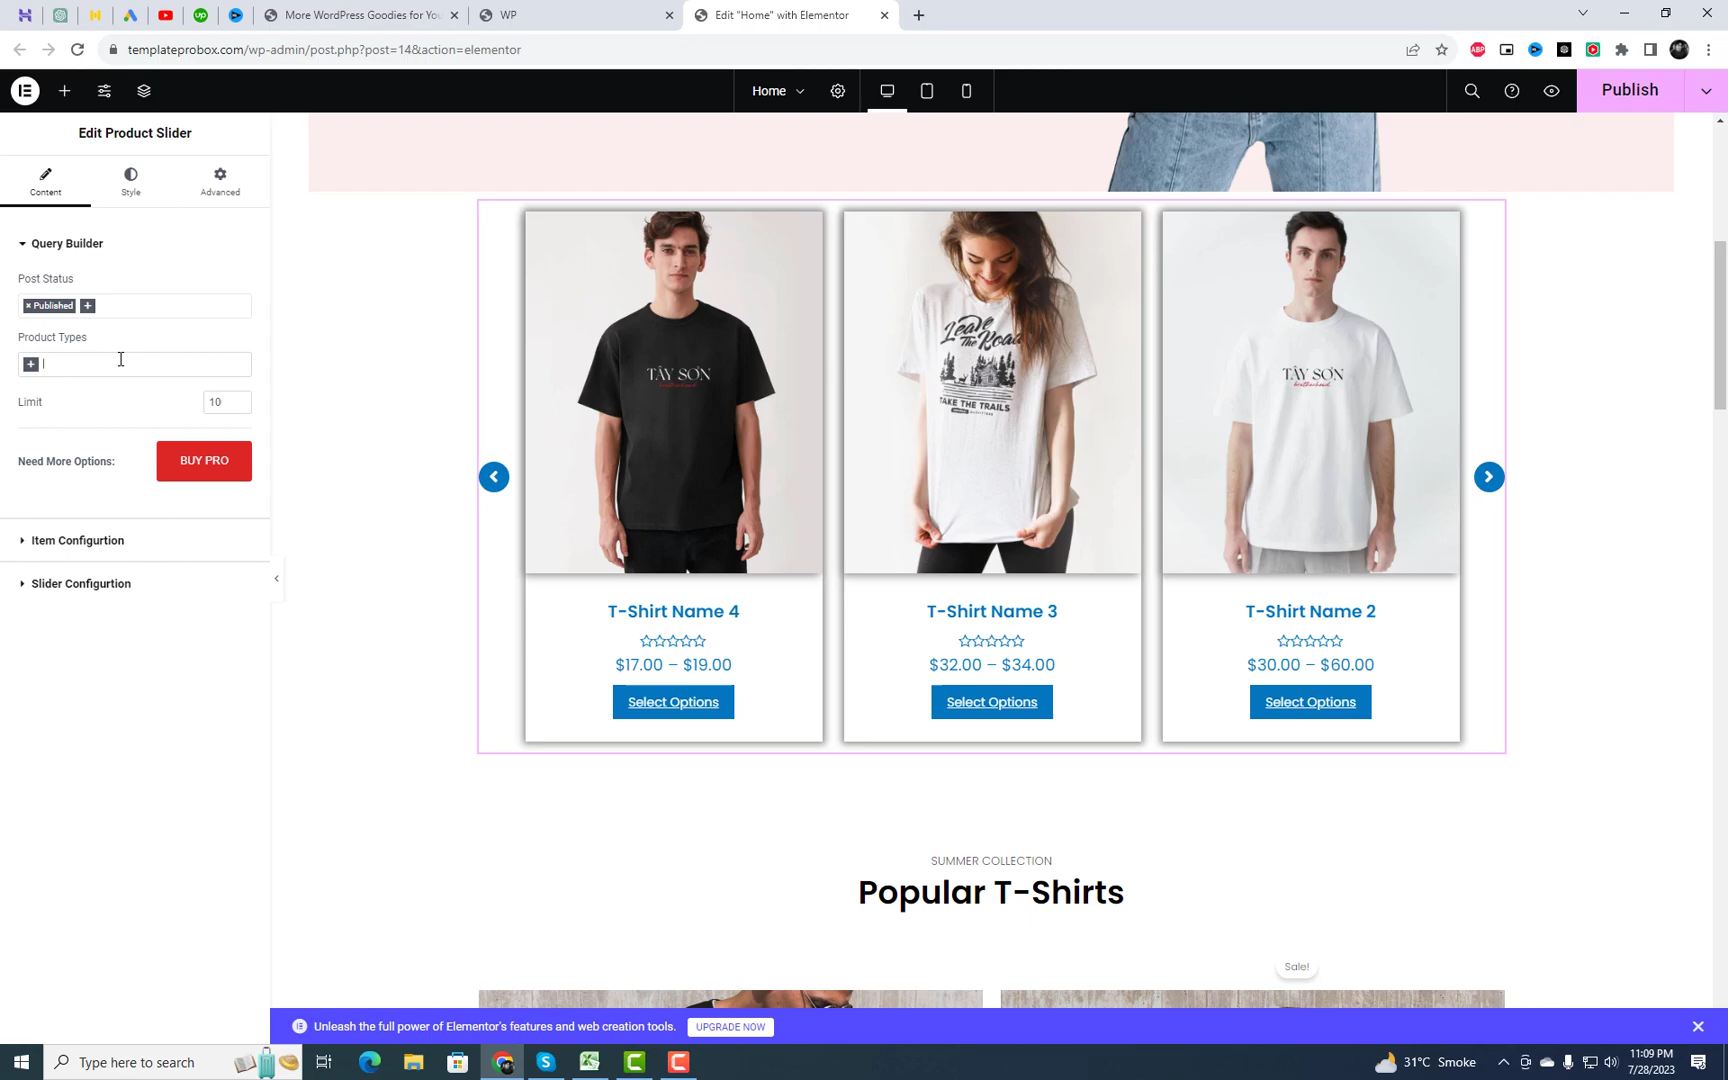 More WordPress Goodies for You
WP
Edit "Home" with Elementor
templateprobox.com/wp-admin/post.php?post=14&action=elementor
Home
Publish
Edit Product Slider
Content
Style
Advanced
Query Builder
Post Status
× Published
Product Types
Limit
10
Need More Options:
BUY PRO
Item Configurtion
Slider Configurtion
TÂY SƠN
brotherhood
Leave
The Road
TAKE THE TRAILS
TÂY SƠN
brotherhood
T-Shirt Name 4
$17.00 – $19.00
Select Options
T-Shirt Name 3
$32.00 – $34.00
Select Options
T-Shirt Name 2
$30.00 – $60.00
Select Options
SUMMER COLLECTION
Popular T-Shirts
Sale!
Unleash the full power of Elementor's features and web creation tools.
UPGRADE NOW
Type here to search
31°C Smoke
11:09 PM
7/28/2023